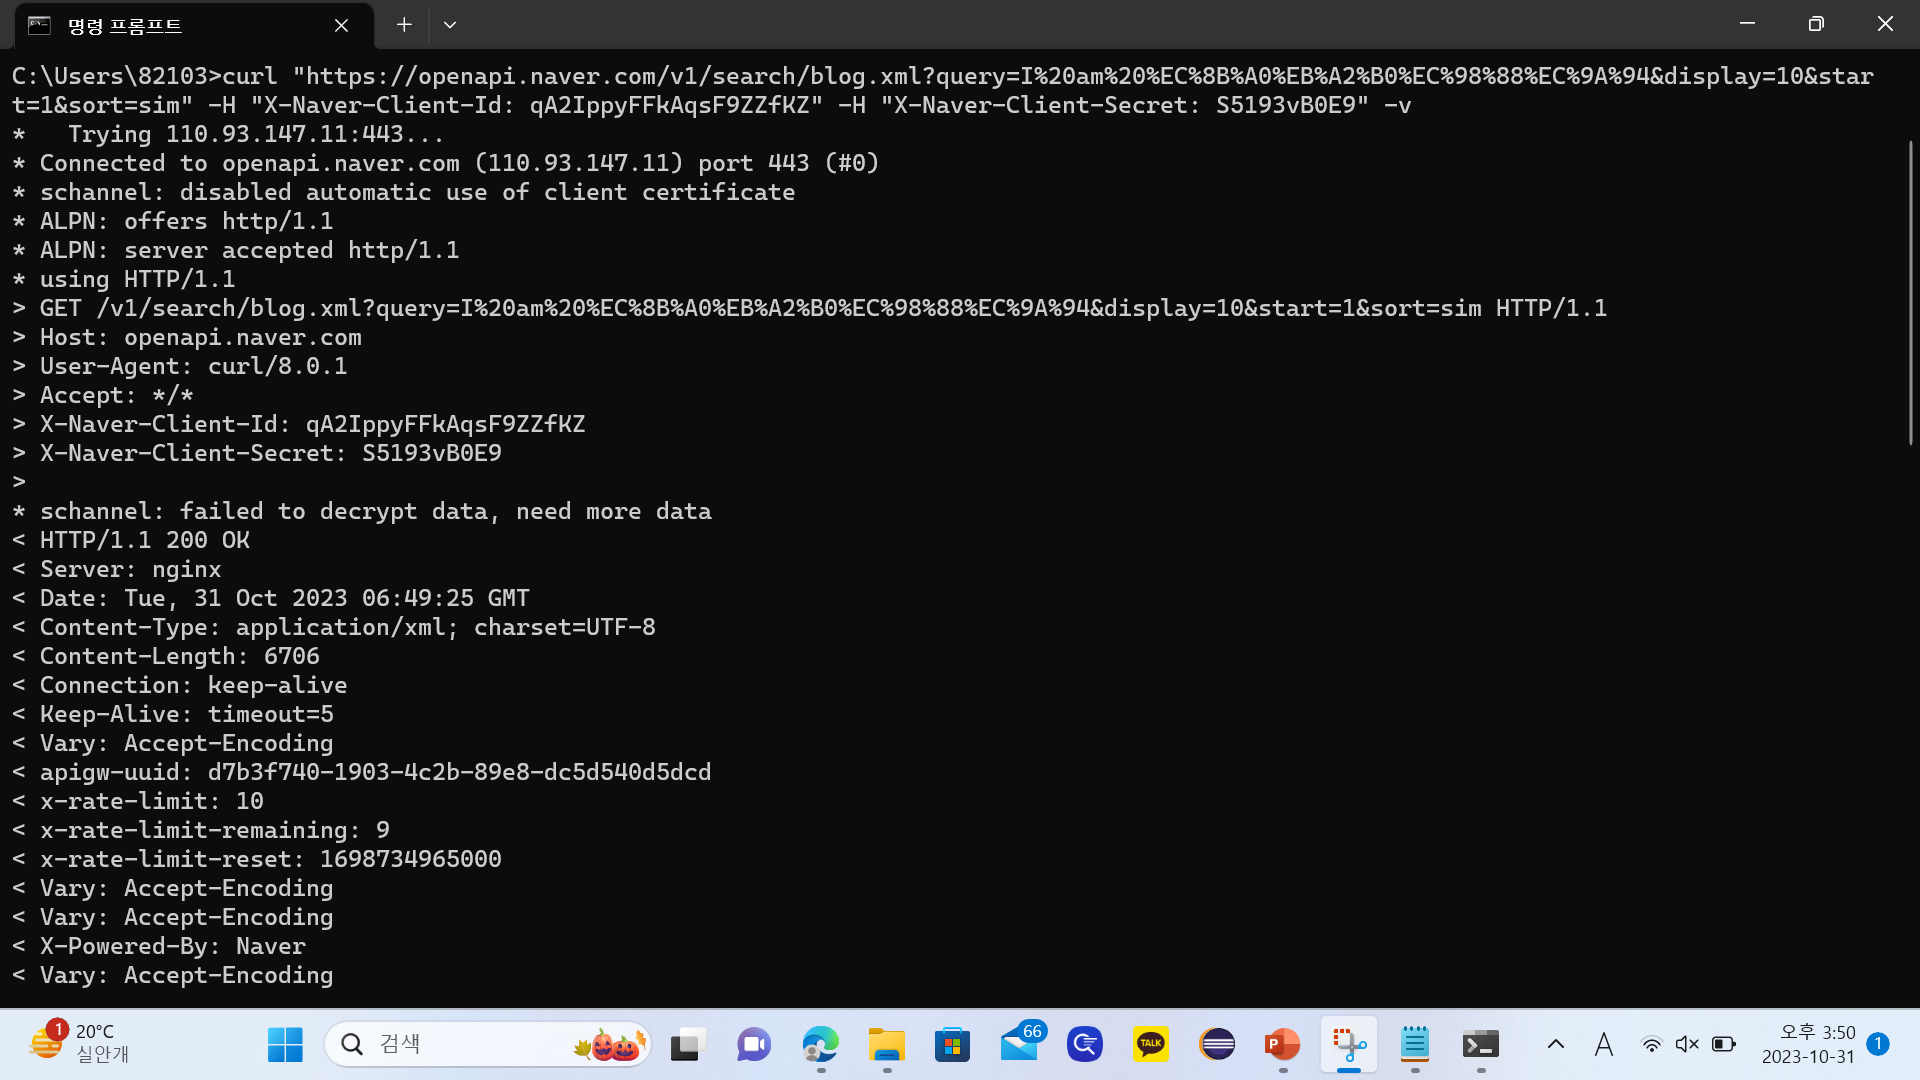 명령 프롬프트
C:\Users\82103>curl "https://openapi.naver.com/v1/search/blog.xml?query=I%20am%20%EC%8B%A0%EB%A2%B0%EC%98%88%EC%9A%94&display=10&star
t=1&sort=sim" -H "X-Naver-Client-Id: qA2IppyFFkAqsF9ZZfKZ" -H "X-Naver-Client-Secret: S5193vB0E9" -v
*   Trying 110.93.147.11:443...
* Connected to openapi.naver.com (110.93.147.11) port 443 (#0)
* schannel: disabled automatic use of client certificate
* ALPN: offers http/1.1
* ALPN: server accepted http/1.1
* using HTTP/1.1
> GET /v1/search/blog.xml?query=I%20am%20%EC%8B%A0%EB%A2%B0%EC%98%88%EC%9A%94&display=10&start=1&sort=sim HTTP/1.1
> Host: openapi.naver.com
> User-Agent: curl/8.0.1
> Accept: */*
> X-Naver-Client-Id: qA2IppyFFkAqsF9ZZfKZ
> X-Naver-Client-Secret: S5193vB0E9
>
* schannel: failed to decrypt data, need more data
< HTTP/1.1 200 OK
< Server: nginx
< Date: Tue, 31 Oct 2023 06:49:25 GMT
< Content-Type: application/xml; charset=UTF-8
< Content-Length: 6706
< Connection: keep-alive
< Keep-Alive: timeout=5
< Vary: Accept-Encoding
< apigw-uuid: d7b3f740-1903-4c2b-89e8-dc5d540d5dcd
< x-rate-limit: 10
< x-rate-limit-remaining: 9
< x-rate-limit-reset: 1698734965000
< Vary: Accept-Encoding
< Vary: Accept-Encoding
< X-Powered-By: Naver
< Vary: Accept-Encoding
1
20°C
실안개
검색
66
TALK
P
A
오후 3:50
2023-10-31
1